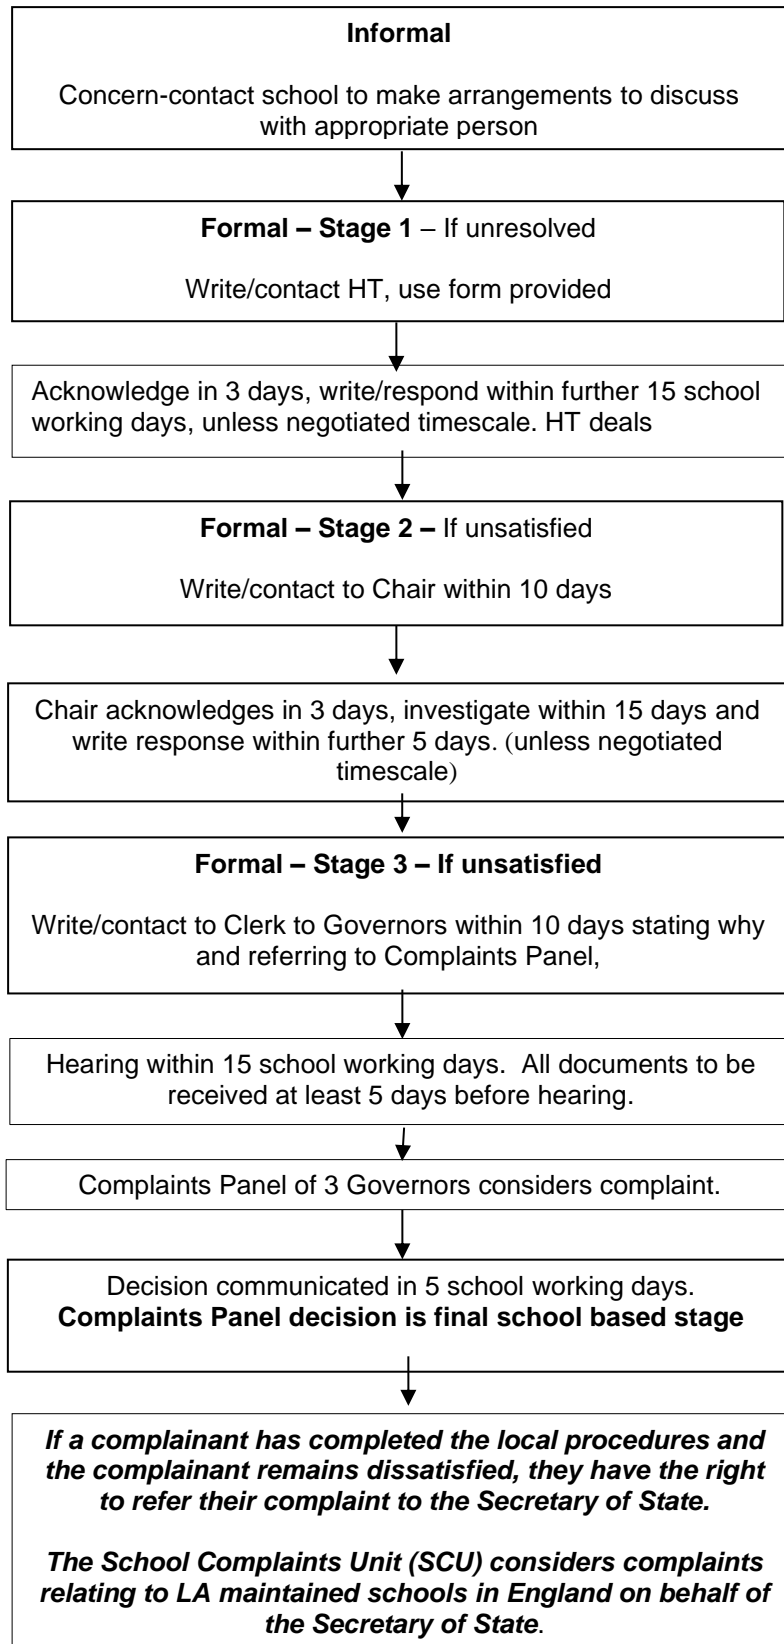 Informal
Concern-contact school to make arrangements to discuss
with appropriate person
Formal – Stage 1 – If unresolved
Write/contact HT, use form provided
Acknowledge in 3 days, write/respond within further 15 school
working days, unless negotiated timescale. HT deals
Formal – Stage 2 – If unsatisfied
Write/contact to Chair within 10 days
Chair acknowledges in 3 days, investigate within 15 days and
write response within further 5 days. (unless negotiated
timescale)
Formal – Stage 3 – If unsatisfied
Write/contact to Clerk to Governors within 10 days stating why
and referring to Complaints Panel,
Hearing within 15 school working days.  All documents to be
received at least 5 days before hearing.
Complaints Panel of 3 Governors considers complaint.
Decision communicated in 5 school working days.
Complaints Panel decision is final school based stage
If a complainant has completed the local procedures and
the complainant remains dissatisfied, they have the right
to refer their complaint to the Secretary of State.
The School Complaints Unit (SCU) considers complaints
relating to LA maintained schools in England on behalf of
the Secretary of State.